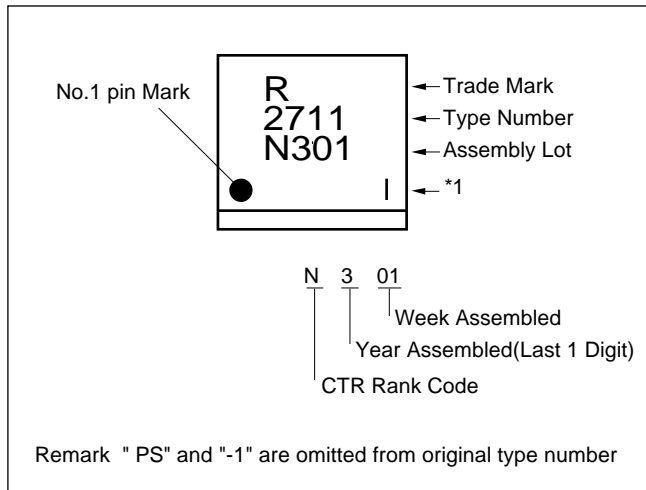 No.1 pin Mark
R
2711
N301
I
Trade Mark
Type Number
Assembly Lot
*1
N 3 01
Week Assembled
Year Assembled(Last 1 Digit)
CTR Rank Code
Remark " PS" and "-1" are omitted from original type number